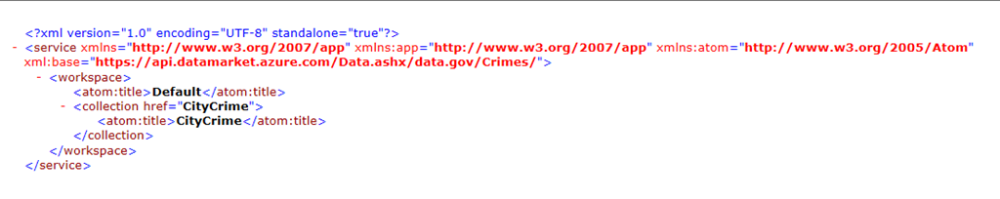 <?xml version="1.0" encoding="UTF-8" standalone="true"?>
- <service xmlns="http://www.w3.org/2007/app" xmlns:app="http://www.w3.org/2007/app" xmlns:atom="http://www.w3.org/2005/Atom"
xml:base="https://api.datamarket.azure.com/Data.ashx/data.gov/Crimes/">
- <workspace>
<atom:title>Default</atom:title>
- <collection href="CityCrime">
<atom:title>CityCrime</atom:title>
</collection>
</workspace>
</service>